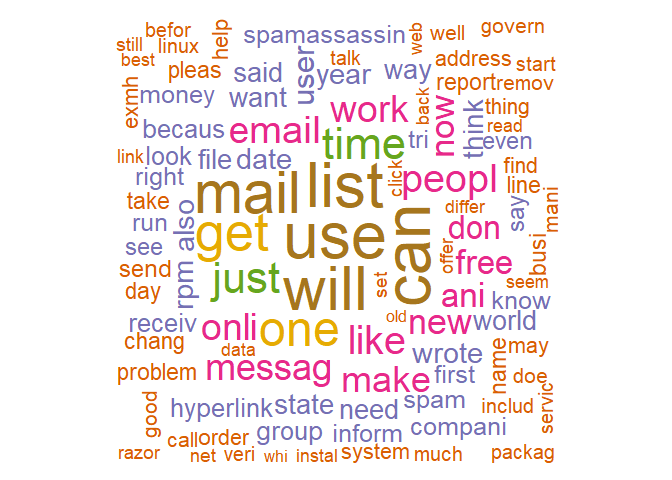 befor
well
govern
still
linux
help
spamassassin
web
best
pleas
said
user
talk
year
way
address
start
exmh
money
want
work
back
report
remov
becaus
email
time
now
thing
link
look
file
date
tri
think
read
even
right
mail
list
click
peopl
find
line
take
rpm
also
get
use
can
differ
say
mani
run
see
just
will
don
offer
free
busi
send
set
seem
day
ani
know
receiv
onli
one
old
new
world
chang
data
like
wrote
name
may
problem
messag
make
first
doe
good
hyperlink
state
need
spam
includ
servic
call
order
group
inform
compani
razor
net
veri
whi
instal
system
much
packag